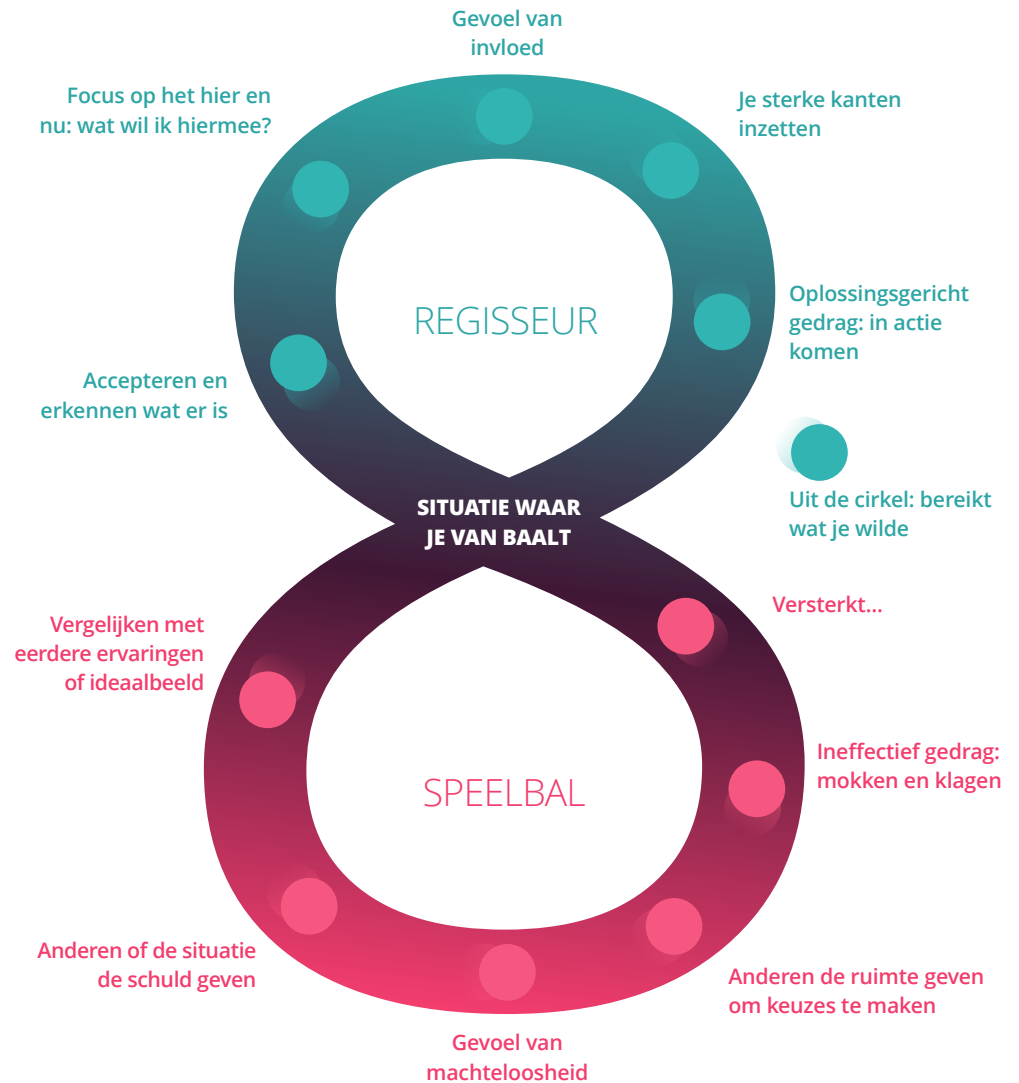 Gevoel van
invloed
Focus op het hier en
nu: wat wil ik hiermee?
Je sterke kanten
inzetten
REGISSEUR
Oplossingsgericht
gedrag: in actie
komen
Accepteren en
erkennen wat er is
Uit de cirkel: bereikt
wat je wilde
SITUATIE WAAR
JE VAN BAALT
Versterkt...
Vergelijken met
eerdere ervaringen
of ideaalbeeld
Ineffectief gedrag:
mokken en klagen
SPEELBAL
Anderen of de situatie
de schuld geven
Anderen de ruimte geven
om keuzes te maken
Gevoel van
machteloosheid